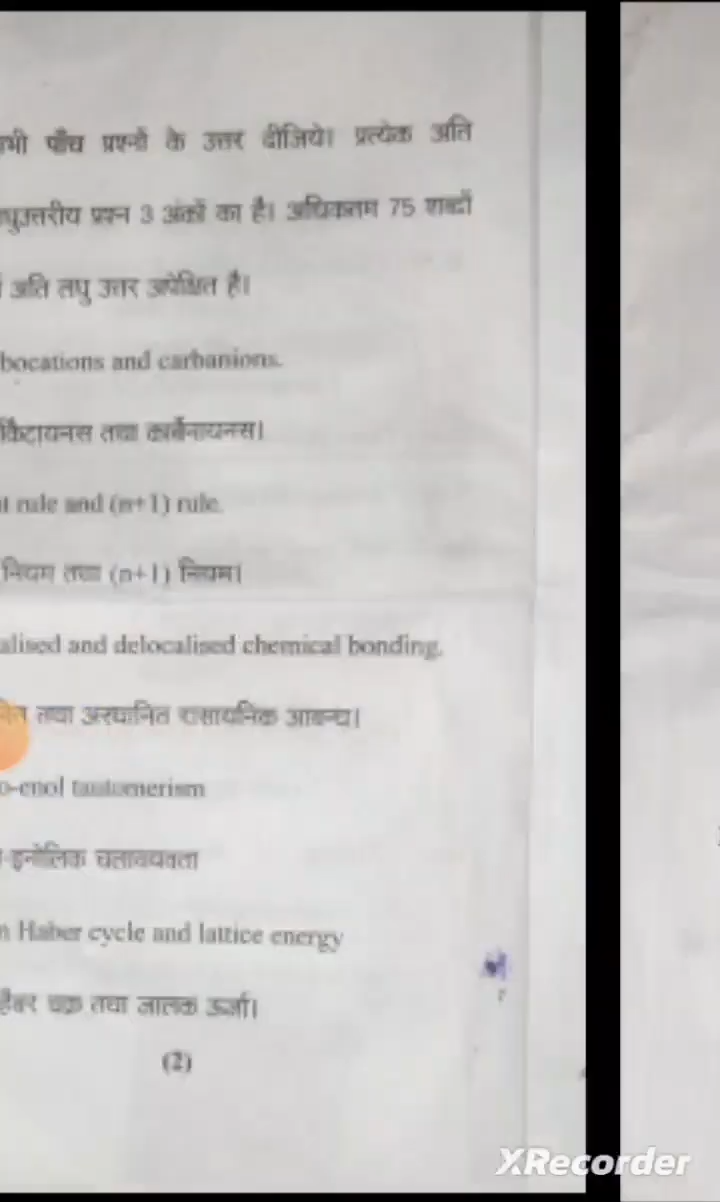 भी पाँच प्रश्नों के उत्तर दीजिये। प्रत्येक अति
घुउत्तरीय प्रश्न 3 अंकों का है। अधिकतम 75 शब्दों
अति लघु उत्तर अपेक्षित है।
bocations and carbanions.
र्केटायनस तथा कार्बेनायनस।
t rule and (n+1) rule.
नियम तथा (n+1) नियम।
alised and delocalised chemical bonding.
तथा अस्थानित रासायनिक आबन्ध।
o-enol tautomerism
-इनोलिक चलावयवता
n Haber cycle and lattice energy
हैबर चक्र तथा जालक ऊर्जा।
(2)
XRecorder